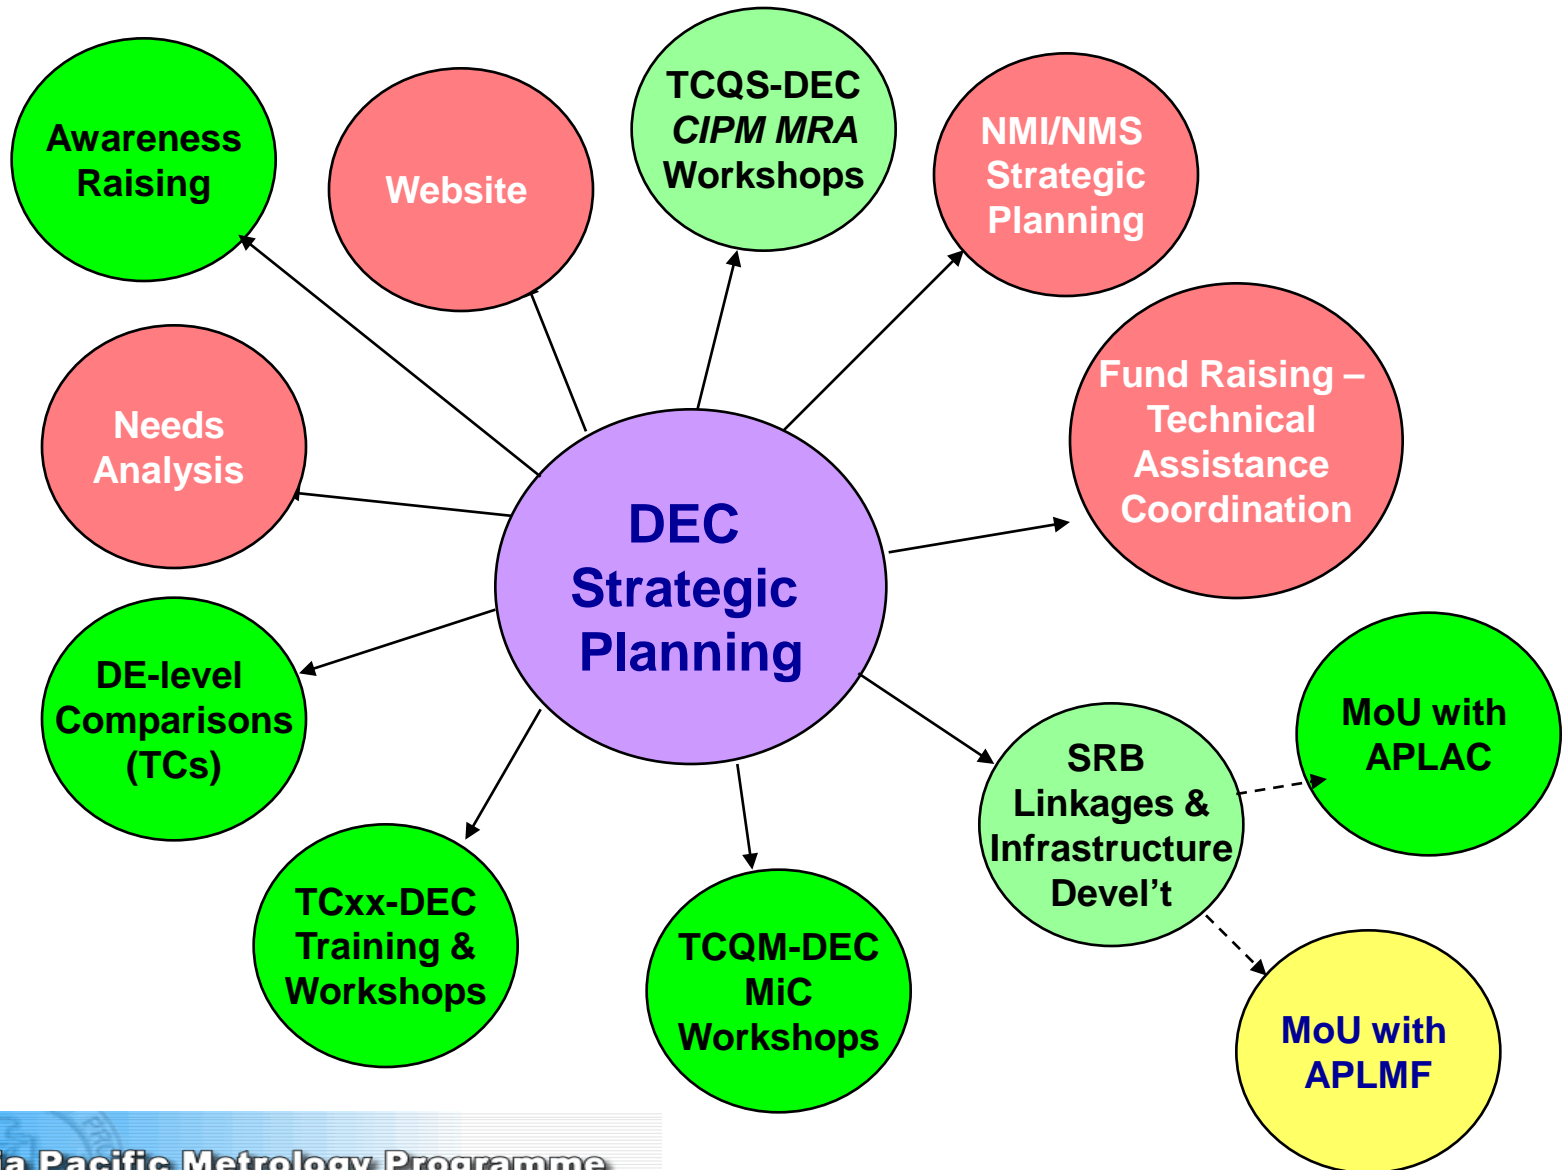 Awareness
Raising
Website
TCQS-DEC
CIPM MRA
Workshops
NMI/NMS
Strategic
Planning
Needs
Analysis
Fund Raising –
Technical
Assistance
Coordination
DEC
Strategic
Planning
DE-level
Comparisons
(TCs)
SRB
Linkages &
Infrastructure
Devel't
MoU with
APLAC
TCxx-DEC
Training &
Workshops
TCQM-DEC
MiC
Workshops
MoU with
APLMF
Pacific Metrology Programme